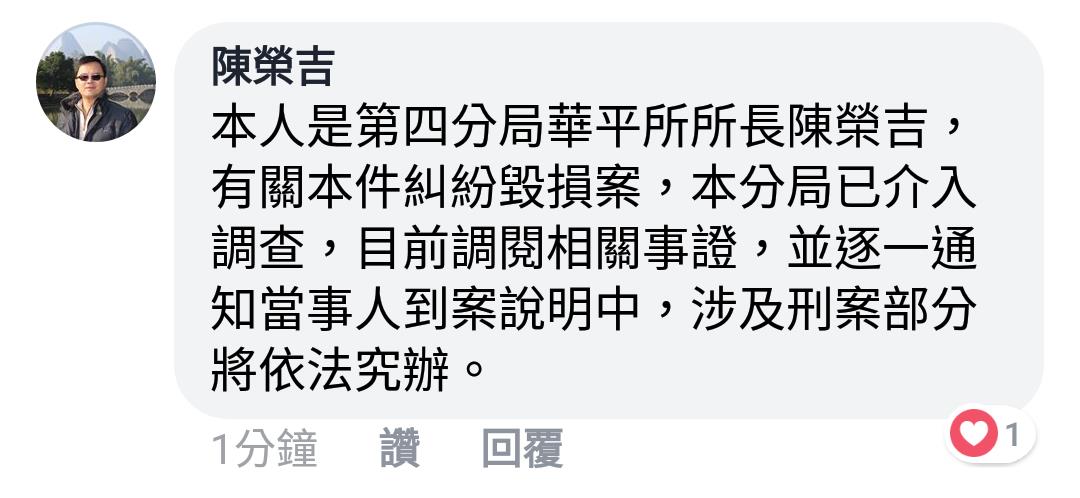 陳榮吉
本人是第四分局華平所所長陳榮吉，
有關本件糾紛毀損案，本分局已介入
調查，目前調閱相關事證，並逐一通
知當事人到案說明中，涉及刑案部分
將依法究辦。
1分鐘 讚 回覆
1